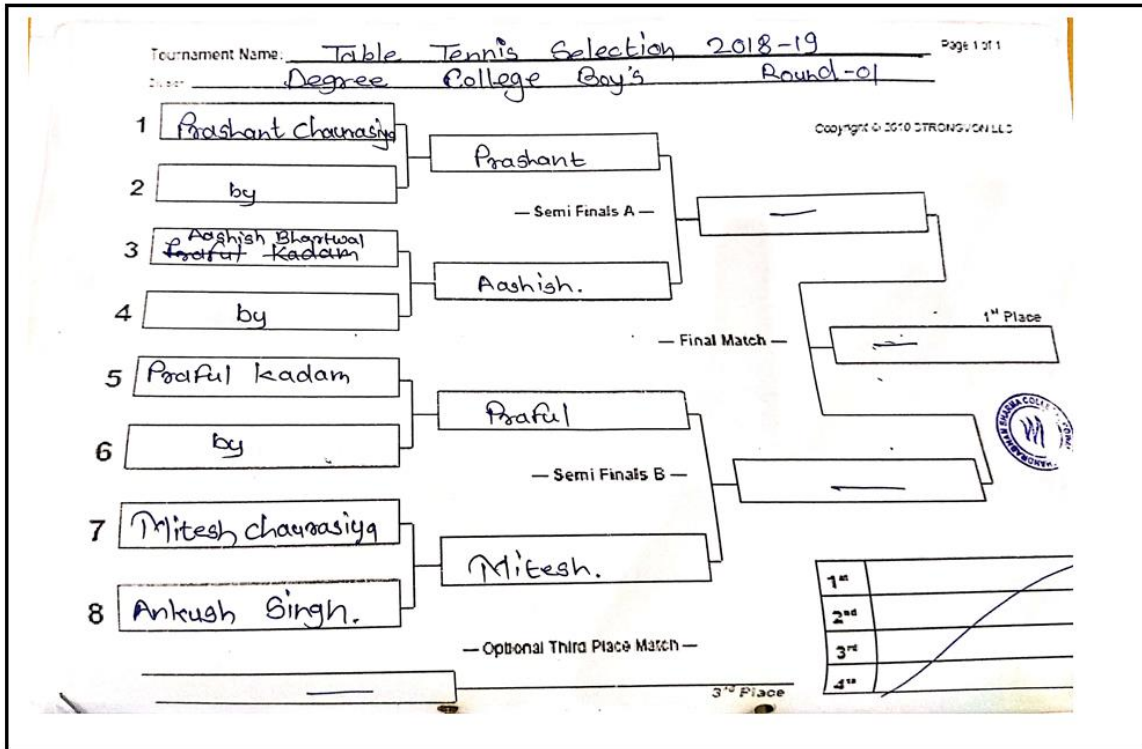 Tournament Name: Table Tennis Selection 2018-19 Page 1 of 1
Degree College Boy's Round-01
Copyright © 2010 STRONGVON LLC
1 Prashant Chaurasiya
Prashant
2 by
— Semi Finals A —
—
3 Aashish Bhartwal
Praful Kadam
Aashish.
4 by
1st Place
— Final Match —
—
5 Praful kadam
Praful
6 by
— Semi Finals B —
—
7 Mitesh chaurasiya
Mitesh.
8 Ankush Singh.
1st
2nd
3rd
4th
— Optional Third Place Match —
—
3rd Place